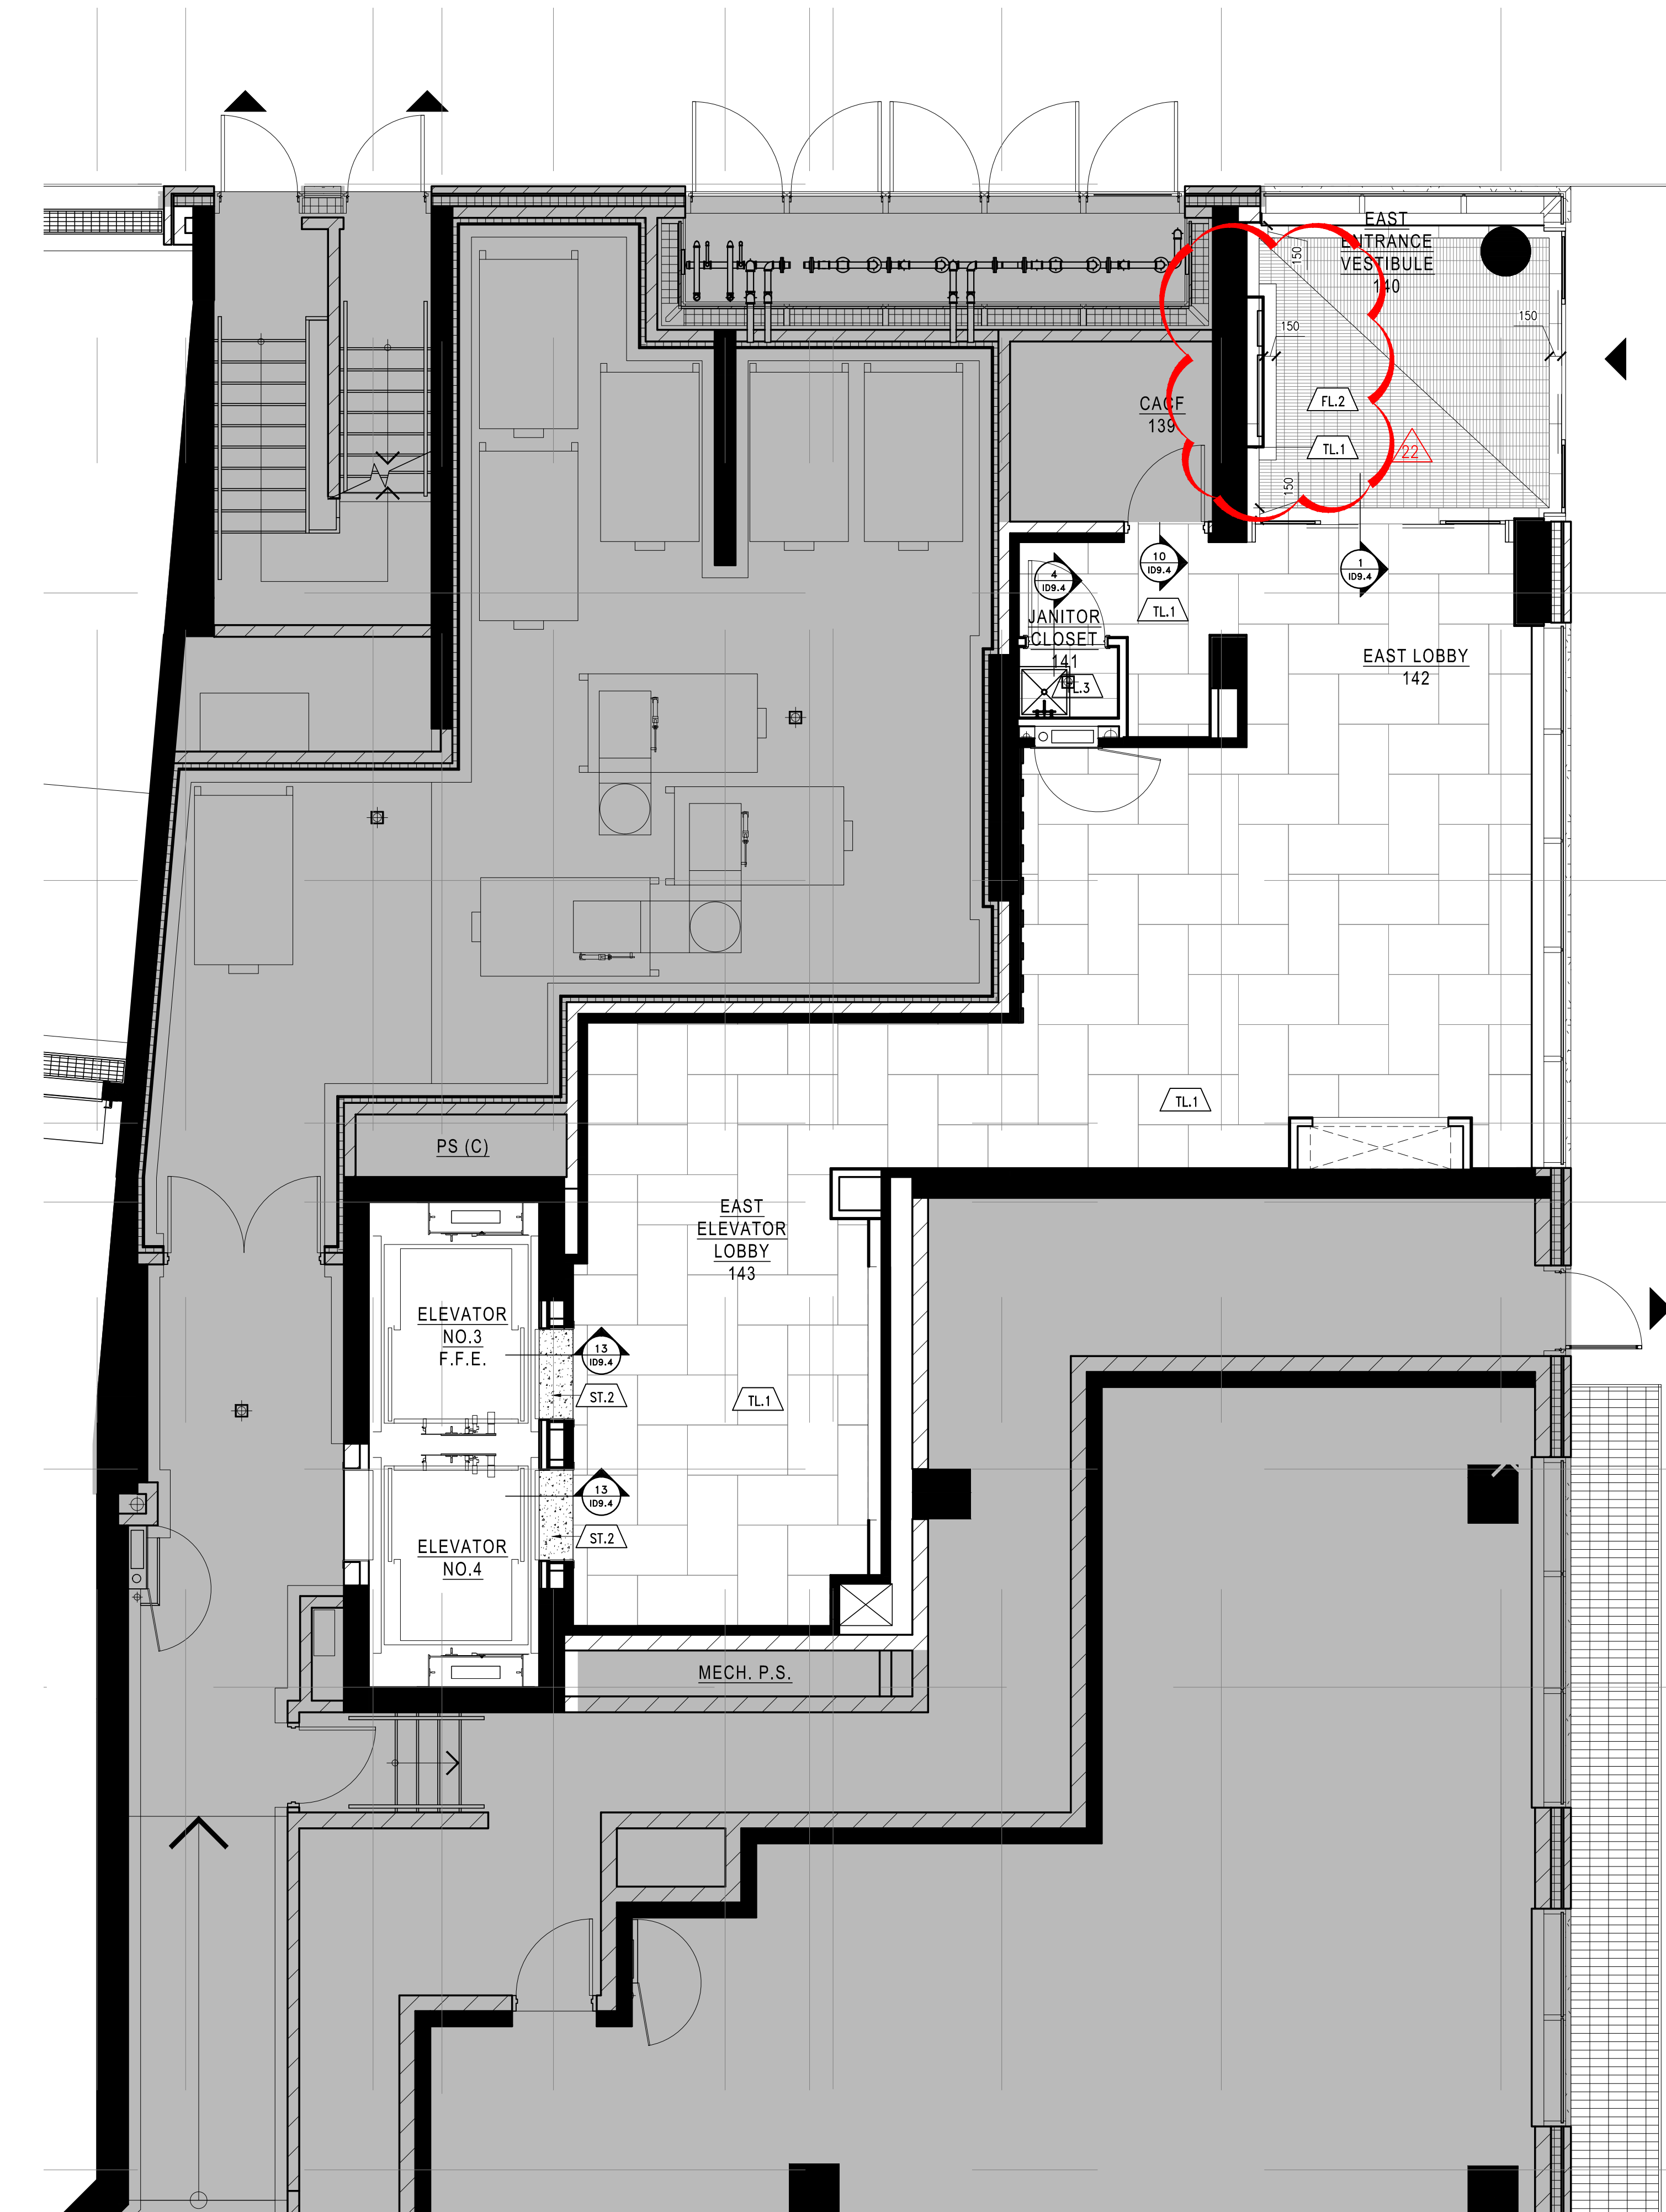 EAST
ENTRANCE
VESTIBULE
140
150
150
150
150
CACF
139
FL.2
TL.1
22
10
ID9.4
4
ID9.4
1
ID9.4
TL.1
JANITOR
CLOSET
141
TL.3
EAST LOBBY
142
TL.1
PS (C)
EAST
ELEVATOR
LOBBY
143
ELEVATOR
NO.3
F.F.E.
13
ID9.4
ST.2
TL.1
13
ID9.4
ST.2
ELEVATOR
NO.4
MECH. P.S.